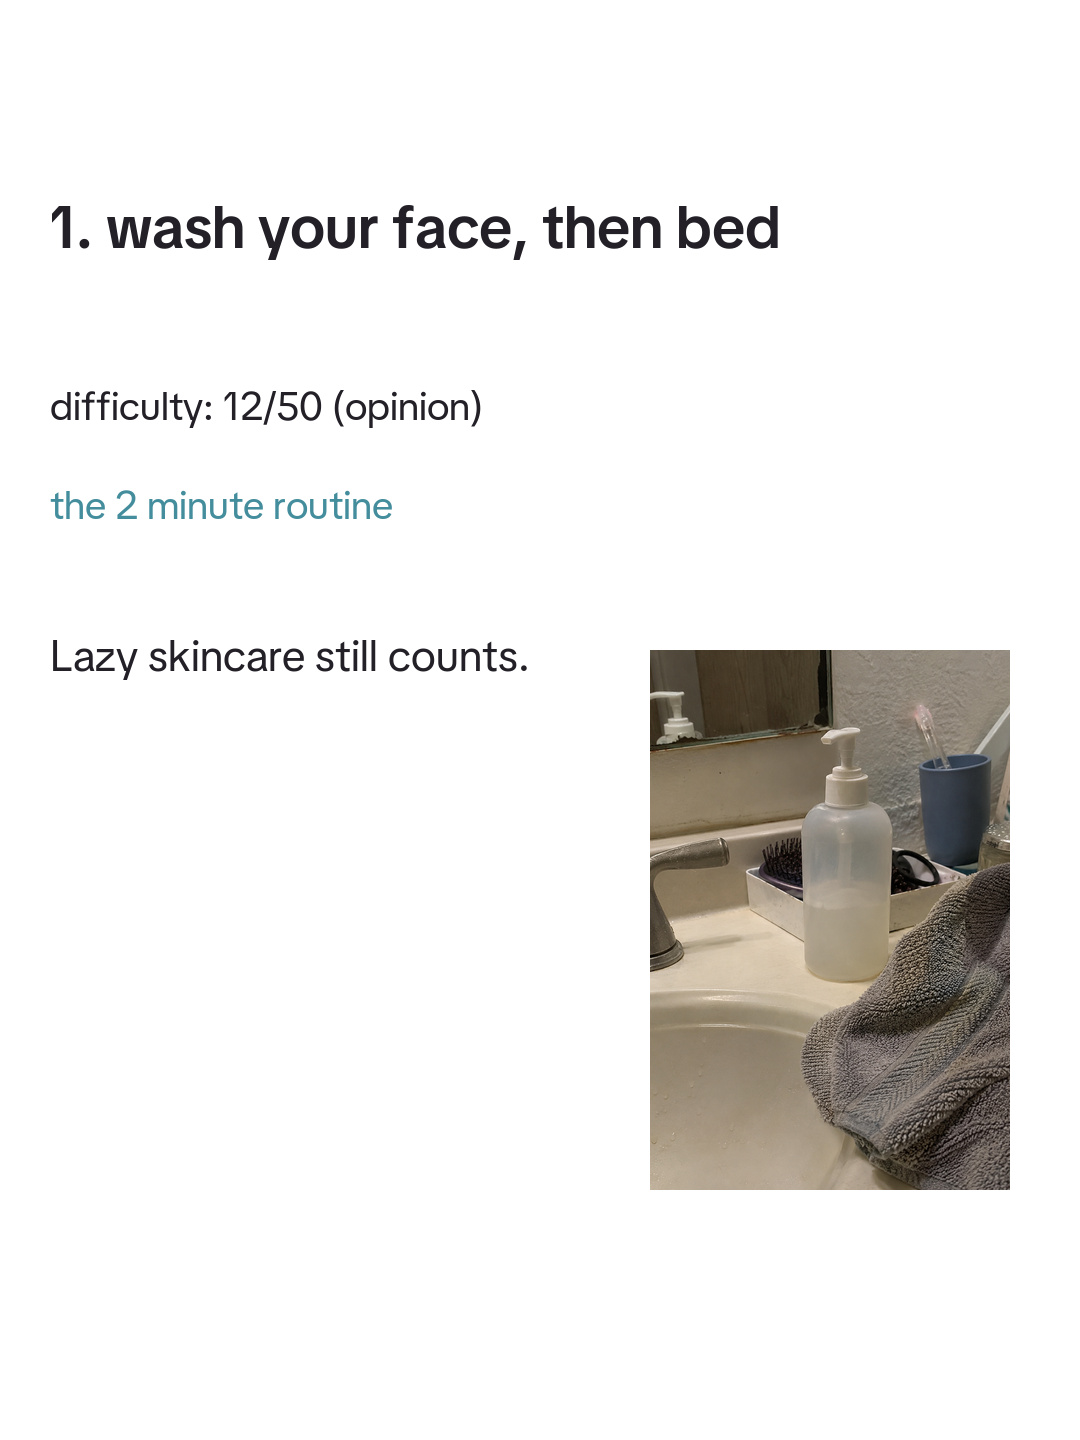 1. wash your face, then bed
difficulty: 12/50 (opinion)
the 2 minute routine
Lazy skincare still counts.